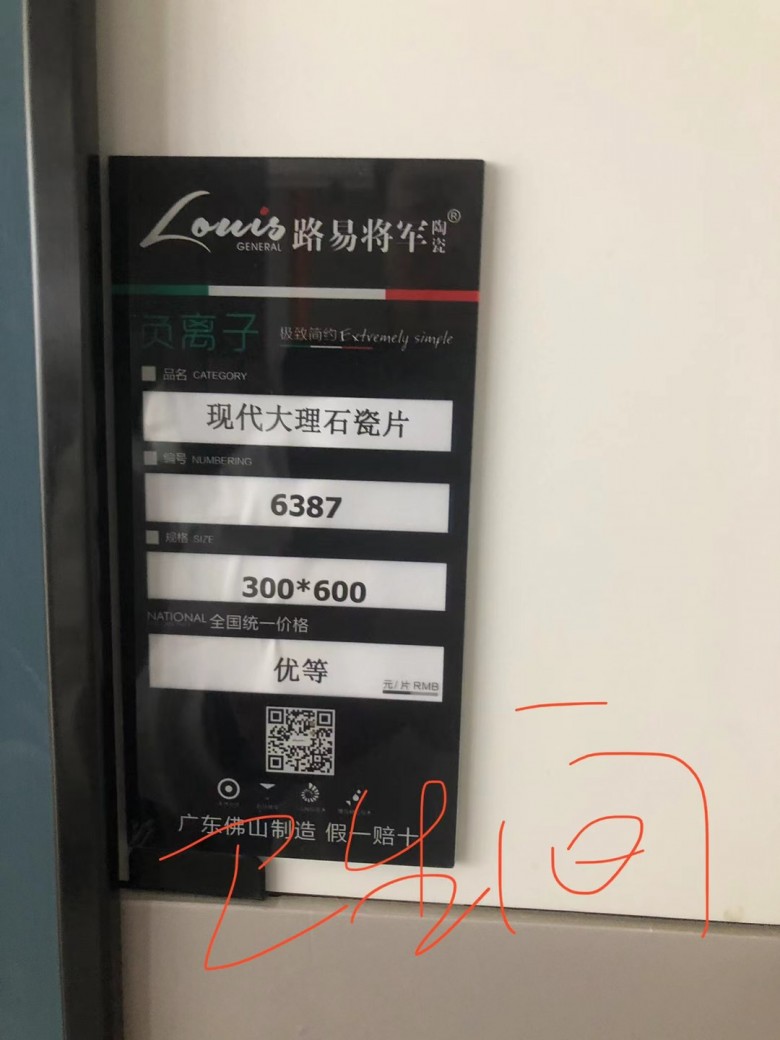 Louis GENERAL 路易将军 陶瓷®
负离子 极致简约 Extremely simple
品名 CATEGORY
现代大理石瓷片
编号 NUMBERING
6387
规格 SIZE
300*600
NATIONAL 全国统一价格
优等
元/片 RMB
广东佛山制造 假一赔十
卫生间